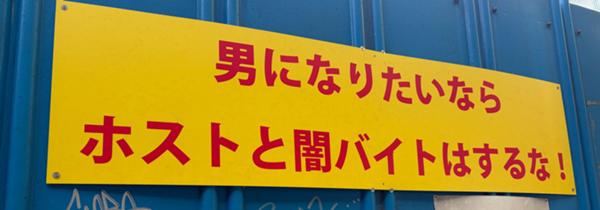 男になりたいなら
ホストと闇バイトはするな！